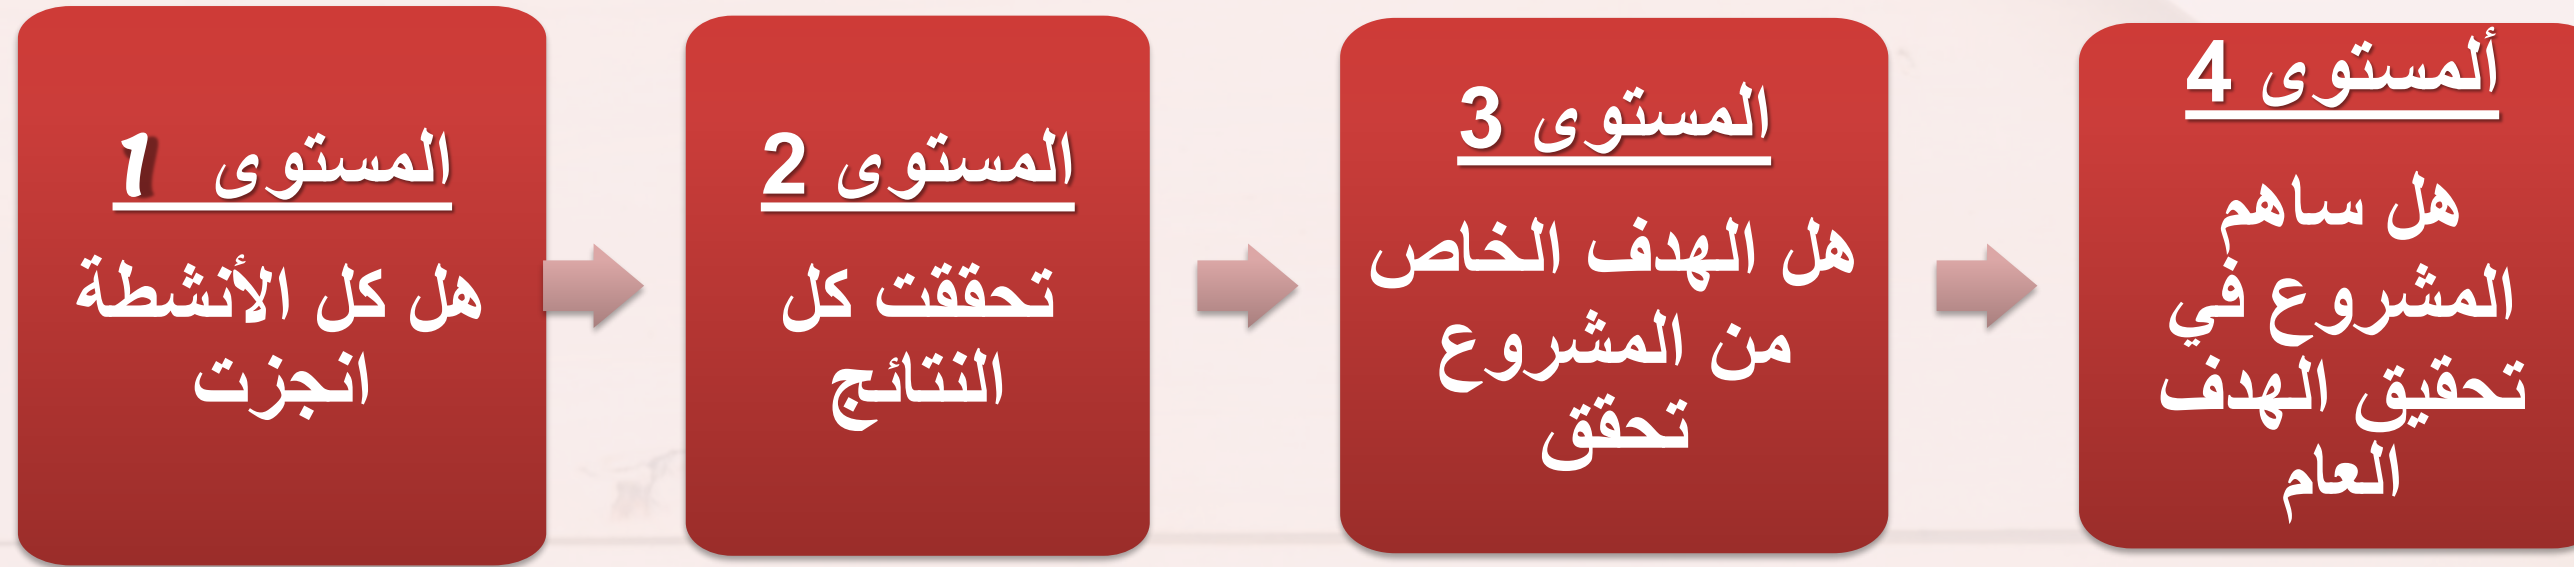 المستوى 1
هل كل الأنشطة
انجزت
المستوى 2
تحققت كل
النتائج
المستوى 3
هل الهدف الخاص
من المشروع
تحقق
ألمستوى 4
هل ساهم
المشروع في
تحقيق الهدف
العام